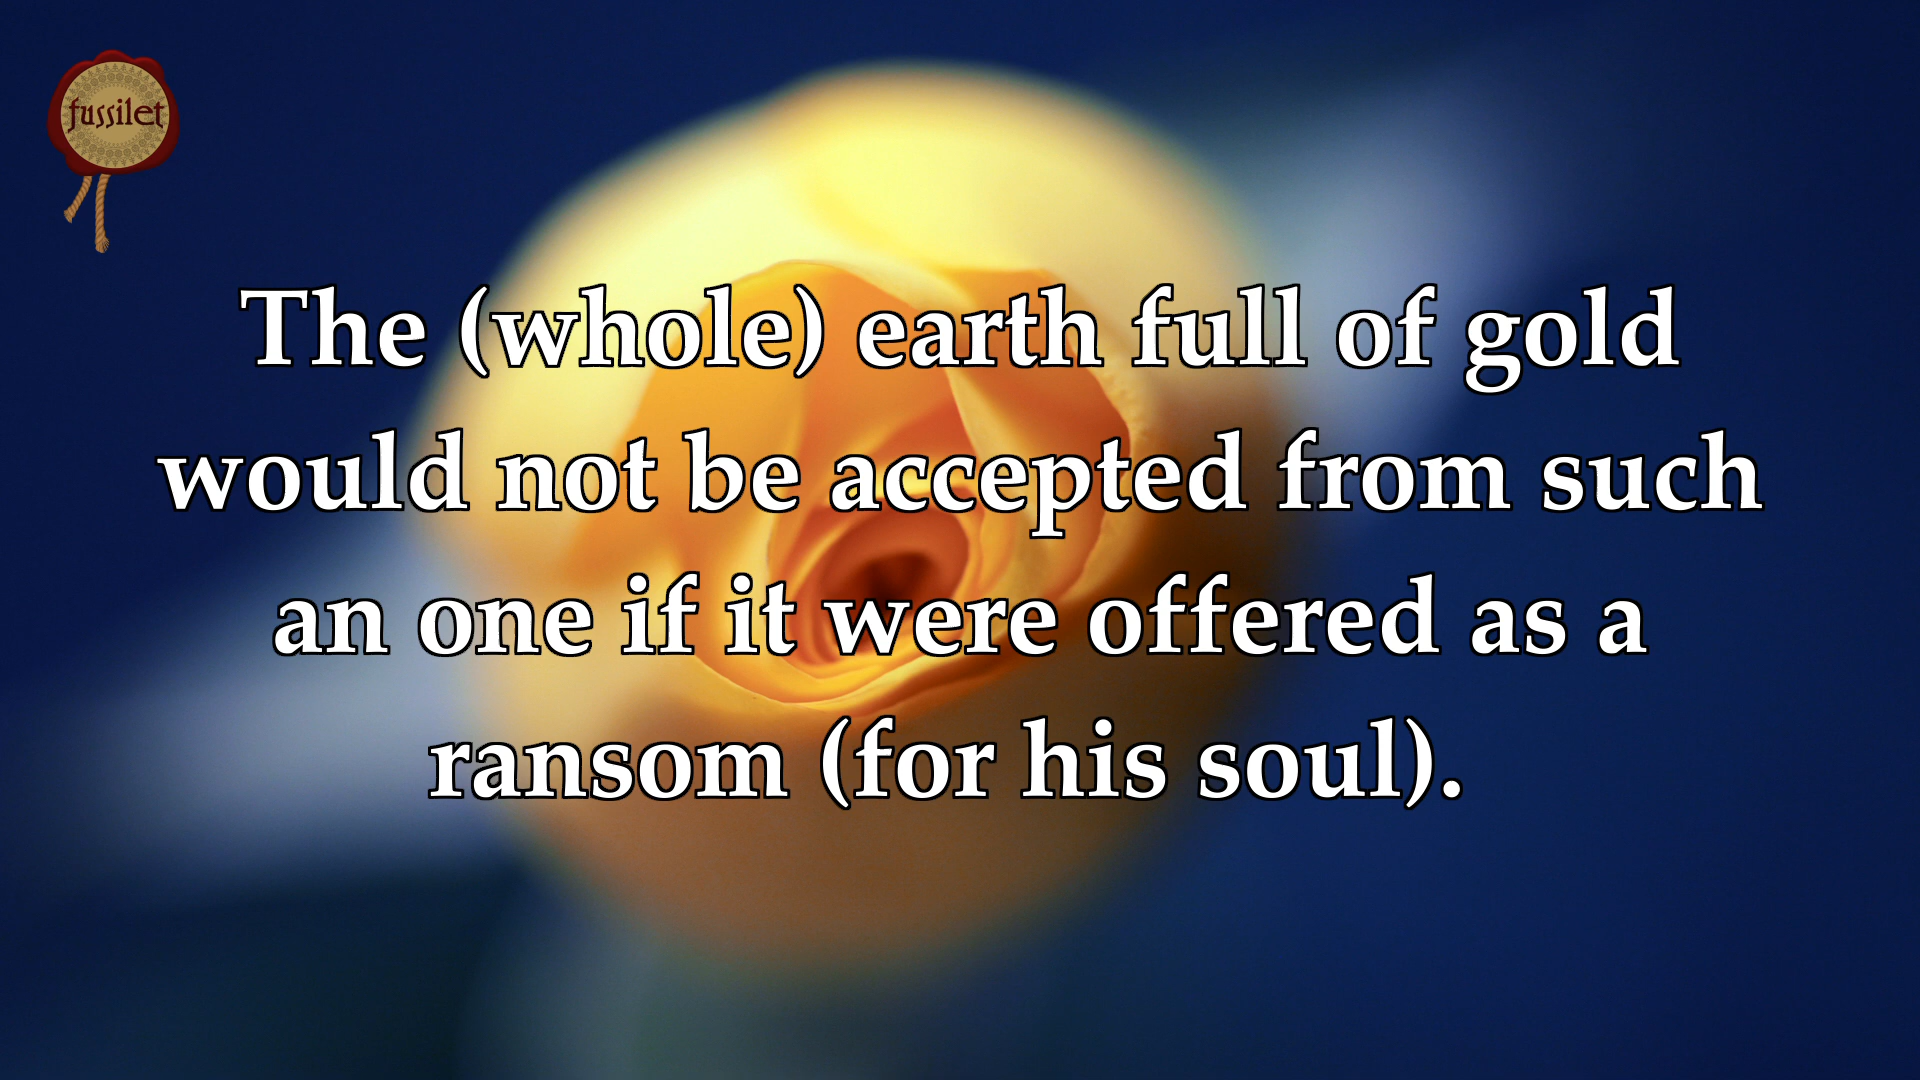 fussilet
The (whole) earth full of gold
would not be accepted from such
an one if it were offered as a
ransom (for his soul).